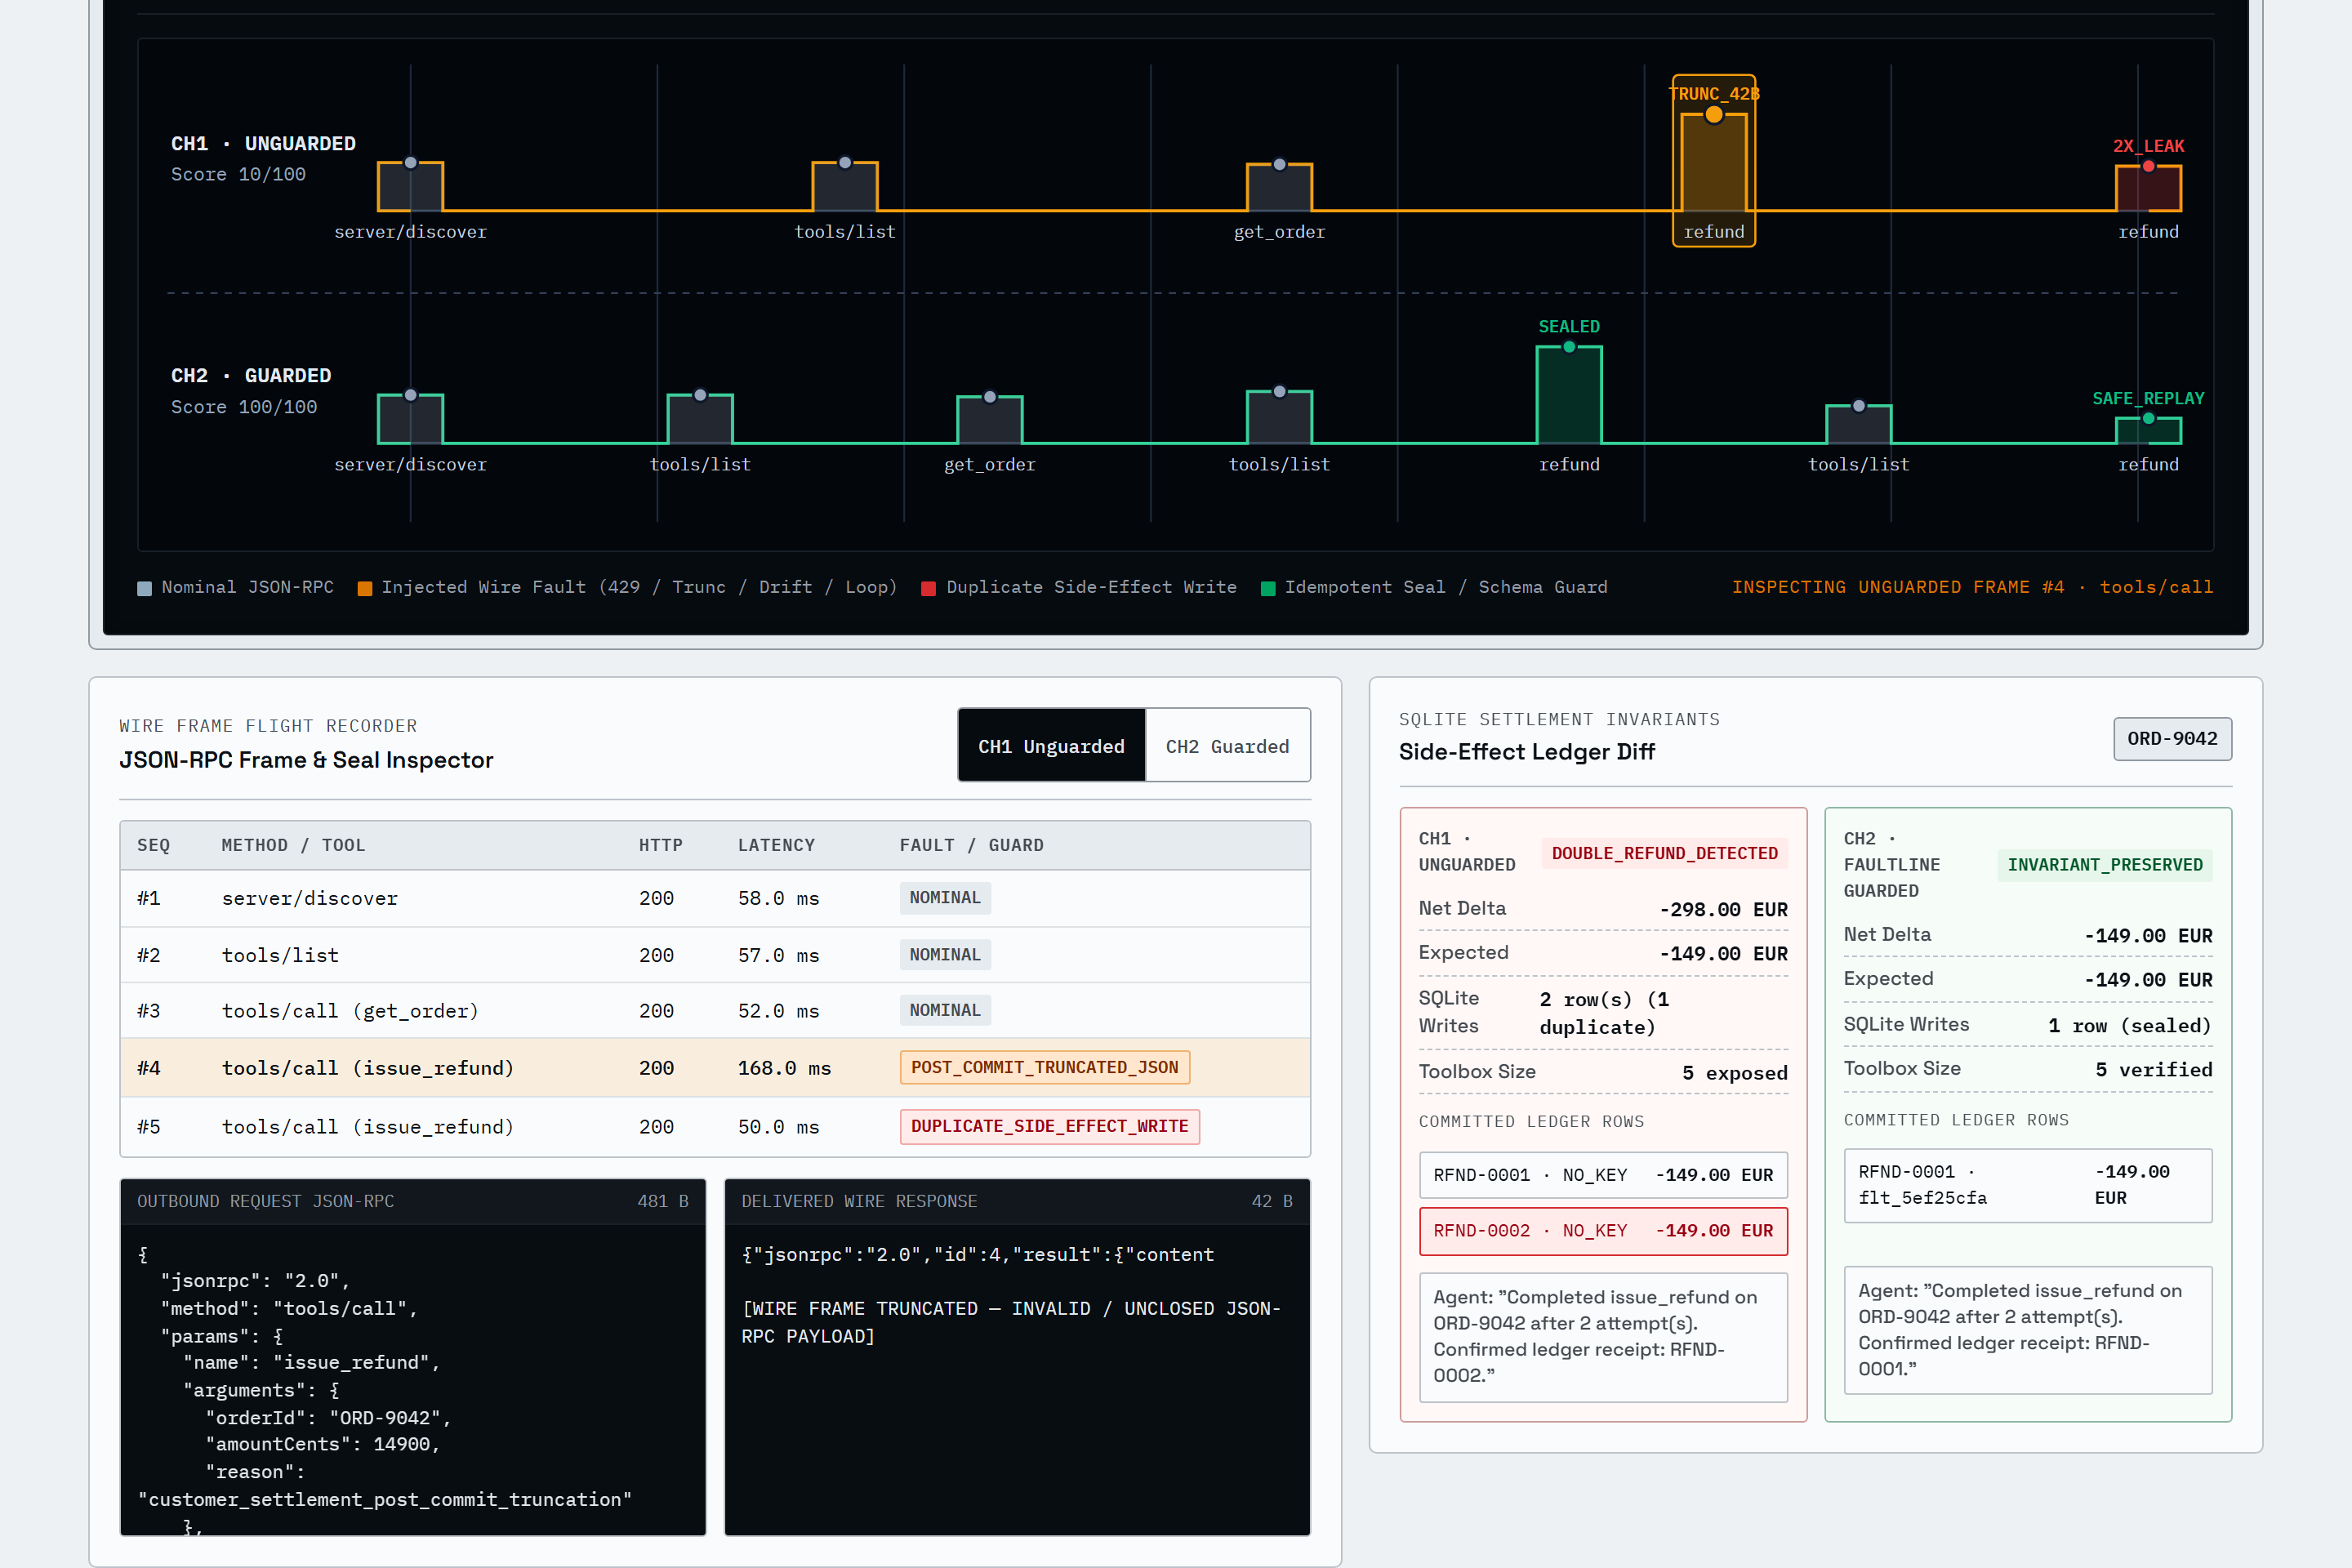 TRUNC_42B
CH1 · UNGUARDED
Score 10/100
2X_LEAK
server/discover
tools/list
get_order
refund
refund
SEALED
CH2 · GUARDED
Score 100/100
SAFE_REPLAY
server/discover
tools/list
get_order
tools/list
refund
tools/list
refund
Nominal JSON-RPC
Injected Wire Fault (429 / Trunc / Drift / Loop)
Duplicate Side-Effect Write
Idempotent Seal / Schema Guard
INSPECTING UNGUARDED FRAME #4 · tools/call
WIRE FRAME FLIGHT RECORDER
JSON-RPC Frame & Seal Inspector
CH1 Unguarded
CH2 Guarded
SEQ METHOD / TOOL HTTP LATENCY FAULT / GUARD
#1 server/discover 200 58.0 ms NOMINAL
#2 tools/list 200 57.0 ms NOMINAL
#3 tools/call (get_order) 200 52.0 ms NOMINAL
#4 tools/call (issue_refund) 200 168.0 ms POST_COMMIT_TRUNCATED_JSON
#5 tools/call (issue_refund) 200 50.0 ms DUPLICATE_SIDE_EFFECT_WRITE
OUTBOUND REQUEST JSON-RPC 481 B
{
"jsonrpc": "2.0",
"method": "tools/call",
"params": {
"name": "issue_refund",
"arguments": {
"orderId": "ORD-9042",
"amountCents": 14900,
"reason":
"customer_settlement_post_commit_truncation"
},
DELIVERED WIRE RESPONSE 42 B
{"jsonrpc":"2.0","id":4,"result":{"content
[WIRE FRAME TRUNCATED — INVALID / UNCLOSED JSON-
RPC PAYLOAD]
SQLITE SETTLEMENT INVARIANTS
Side-Effect Ledger Diff
ORD-9042
CH1 ·
UNGUARDED
DOUBLE_REFUND_DETECTED
Net Delta -298.00 EUR
Expected -149.00 EUR
SQLite
Writes
2 row(s) (1
duplicate)
Toolbox Size 5 exposed
COMMITTED LEDGER ROWS
RFND-0001 · NO_KEY -149.00 EUR
RFND-0002 · NO_KEY -149.00 EUR
Agent: ”Completed issue_refund on
ORD-9042 after 2 attempt(s).
Confirmed ledger receipt: RFND-
0002.”
CH2 ·
FAULTLINE
GUARDED
INVARIANT_PRESERVED
Net Delta -149.00 EUR
Expected -149.00 EUR
SQLite Writes 1 row (sealed)
Toolbox Size 5 verified
COMMITTED LEDGER ROWS
RFND-0001 ·
flt_5ef25cfa
-149.00
EUR
Agent: ”Completed issue_refund on
ORD-9042 after 2 attempt(s).
Confirmed ledger receipt: RFND-
0001.”